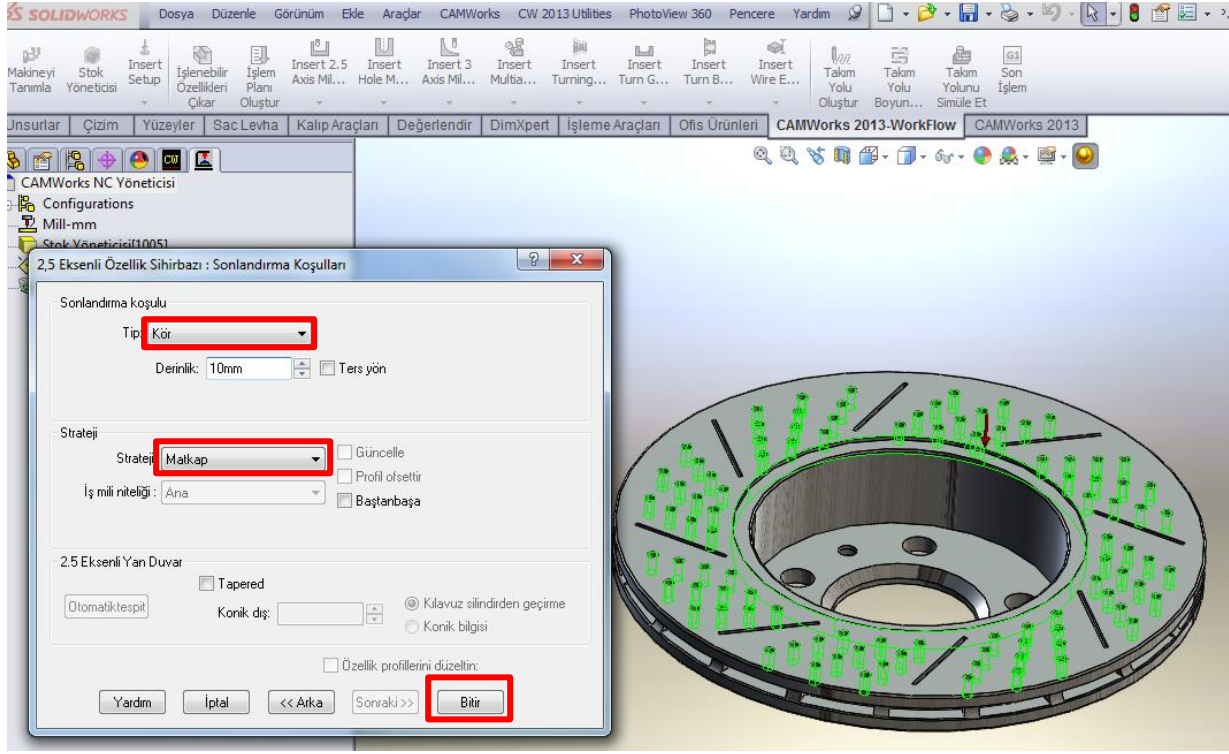 SOLIDWORKS Dosya Düzenle Görünüm Ekle Araçlar CAMWorks CW 2013 Utilities PhotoView 360 Pencere Yardım
Makineyi Tanımla
Stok Yöneticisi
Insert Setup
İşlenebilir Özellikleri Çıkar
İşlem Planı Oluştur
Insert 2.5 Axis Mil...
Insert Hole M...
Insert 3 Axis Mil...
Insert Multia...
Insert Turning...
Insert Turn G...
Insert Turn B...
Insert Wire E...
Takım Yolu Oluştur
Takım Yolu Boyun...
Takım Yolunu Simüle Et
G1
Son İşlem
Unsurlar Çizim Yüzeyler Sac Levha Kalıp Araçları Değerlendir DimXpert İşleme Araçları Ofis Ürünleri CAMWorks 2013-WorkFlow CAMWorks 2013
CW
CAMWorks NC Yöneticisi
Configurations
Mill-mm
Stok Yöneticisi[1005]
2,5 Eksenli Özellik Sihirbazı : Sonlandırma Koşulları
Sonlandırma koşulu
Tip: Kör
Derinlik: 10mm Ters yön
Strateji
Strateji Matkap Güncelle
Profil ofsettir
İş mili niteliği : Ana
Baştanbaşa
2.5 Eksenli Yan Duvar
Tapered
Otomatiktespit Konik dış: Kılavuz silindirden geçirme
Konik bilgisi
Özellik profillerini düzeltin:
Yardım İptal << Arka Sonraki >> Bitir